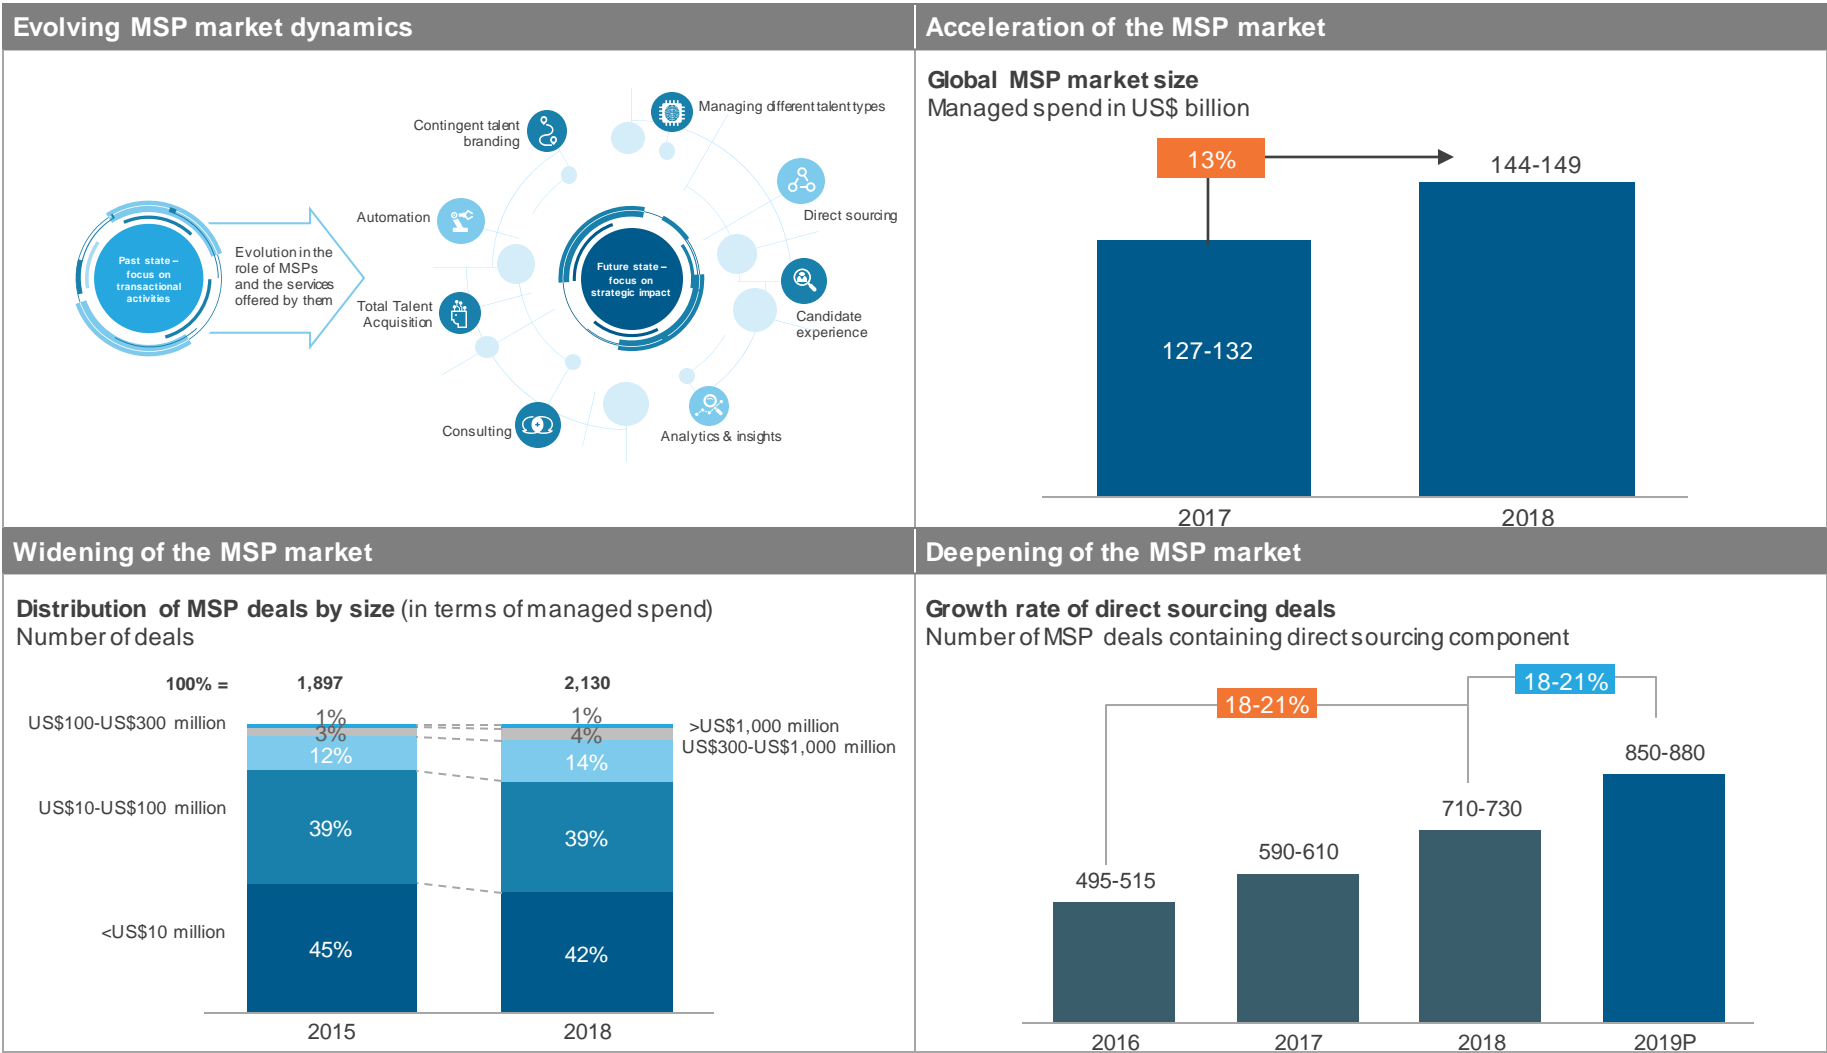 Evolving MSP market dynamics
Contingent talent
branding
Managing different talent types
Automation
Direct sourcing
Past state –
focus on
transactional
activities
Evolution in the
role of MSPs
and the services
offered by them
Future state –
focus on
strategic impact
Total Talent
Acquisition
Candidate
experience
Consulting
Analytics & insights
Acceleration of the MSP market
Global MSP market size
Managed spend in US$ billion
13%
144-149
127-132
2017
2018
Widening of the MSP market
Distribution of MSP deals by size (in terms of managed spend)
Number of deals
100% =
1,897
2,130
US$100-US$300 million
1%
1%
>US$1,000 million
3%
4%
US$300-US$1,000 million
12%
14%
US$10-US$100 million
39%
39%
<US$10 million
45%
42%
2015
2018
Deepening of the MSP market
Growth rate of direct sourcing deals
Number of MSP deals containing direct sourcing component
18-21%
18-21%
850-880
710-730
590-610
495-515
2016
2017
2018
2019P